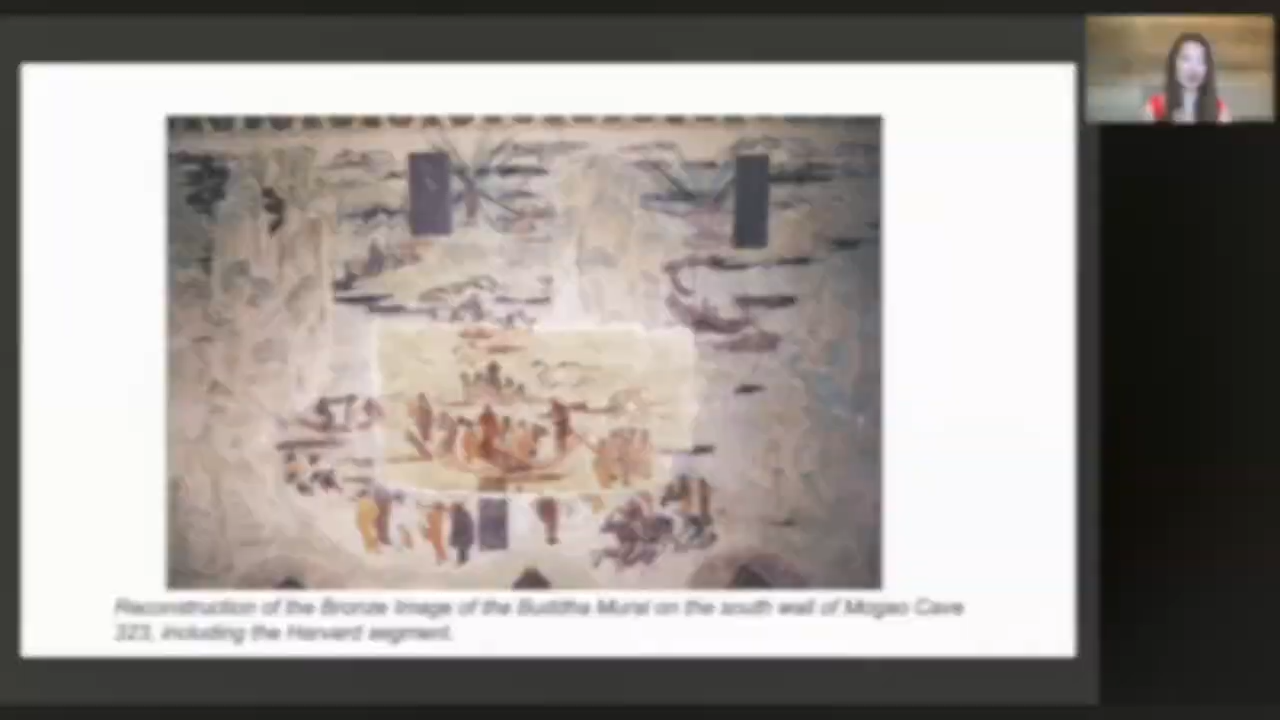 Reconstruction of the Bronze Image of the Buddha Mural on the south wall of Mogao Cave
323, including the Harvard segment.